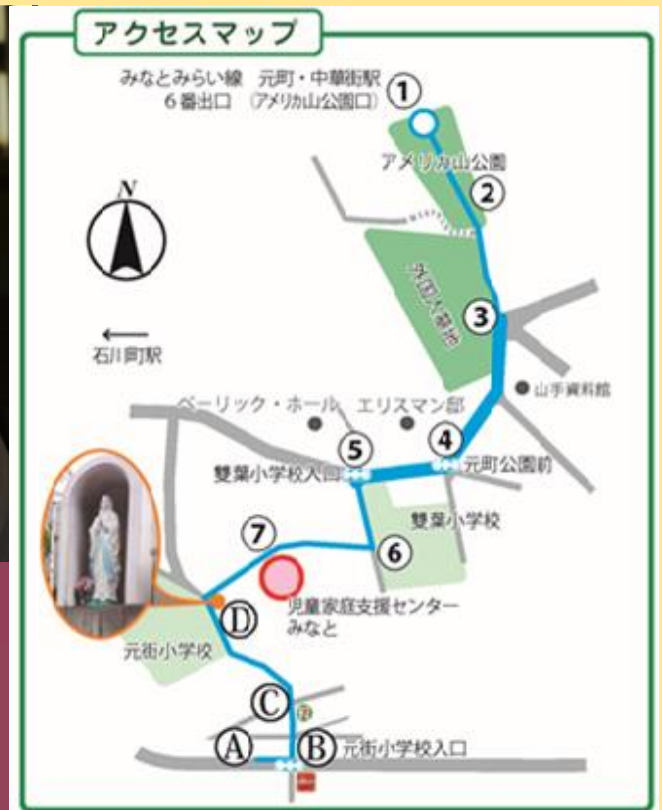 アクセスマップ
みなとみらい線 元町・中華街駅
6番出口 (アメリカ山公園口)
①
アメリカ山公園
②
N
外国人墓地
③
石川町駅
山手資料館
ベーリック・ホール
エリスマン邸
④
⑤
元町公園前
雙葉小学校入口
雙葉小学校
⑦
⑥
児童家庭支援センター
みなと
D
元街小学校
C
A
B
元街小学校入口